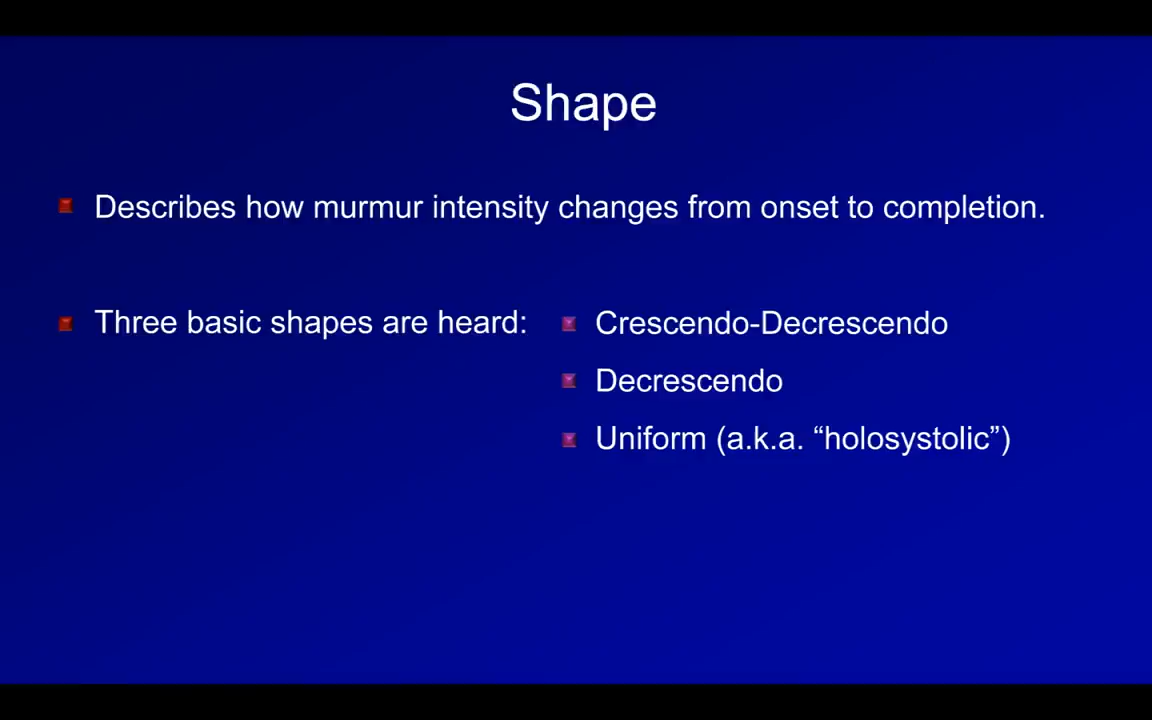 Shape
Describes how murmur intensity changes from onset to completion.
Three basic shapes are heard:
Crescendo-Decrescendo
Decrescendo
Uniform (a.k.a. “holosystolic”)